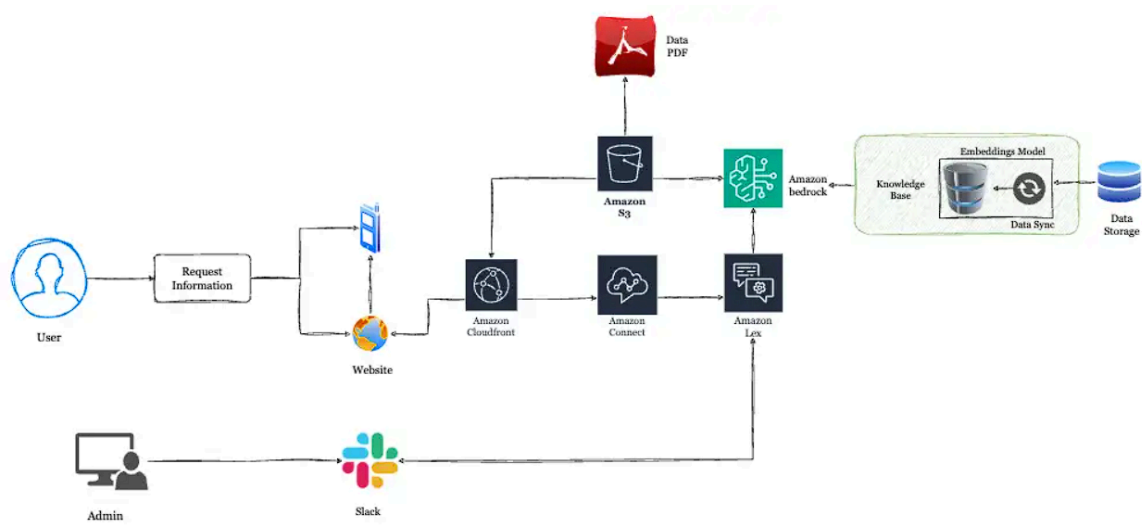 Data
PDF
Embeddings Model
Knowledge
Base
Data Sync
Amazon
bedrock
Amazon
S3
Data
Storage
Request
Information
User
Website
Amazon
Cloudfront
Amazon
Connect
Amazon
Lex
Admin
Slack